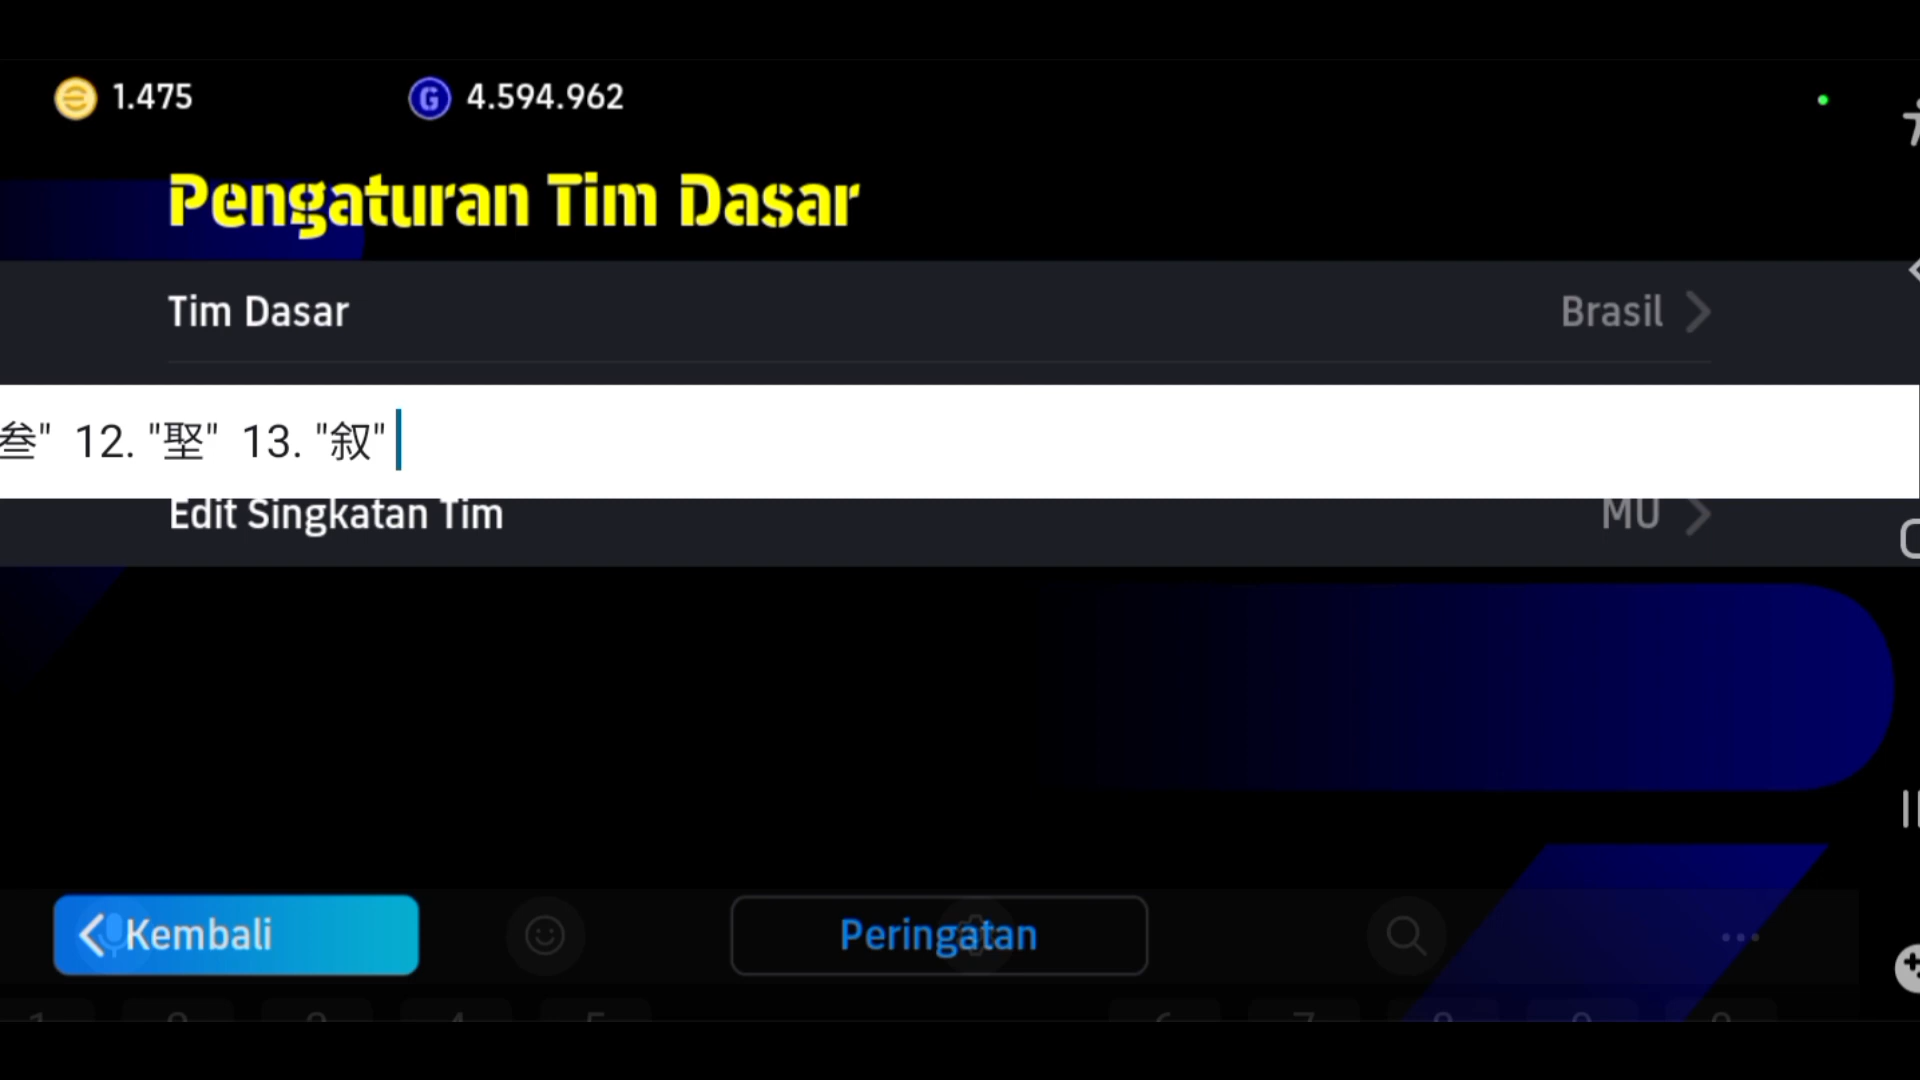 1.475
4.594.962
Pengaturan Tim Dasar
Tim Dasar
Brasil
叁" 12. "堅" 13. "叙"
Edit Singkatan Tim
MU
Kembali
Peringatan